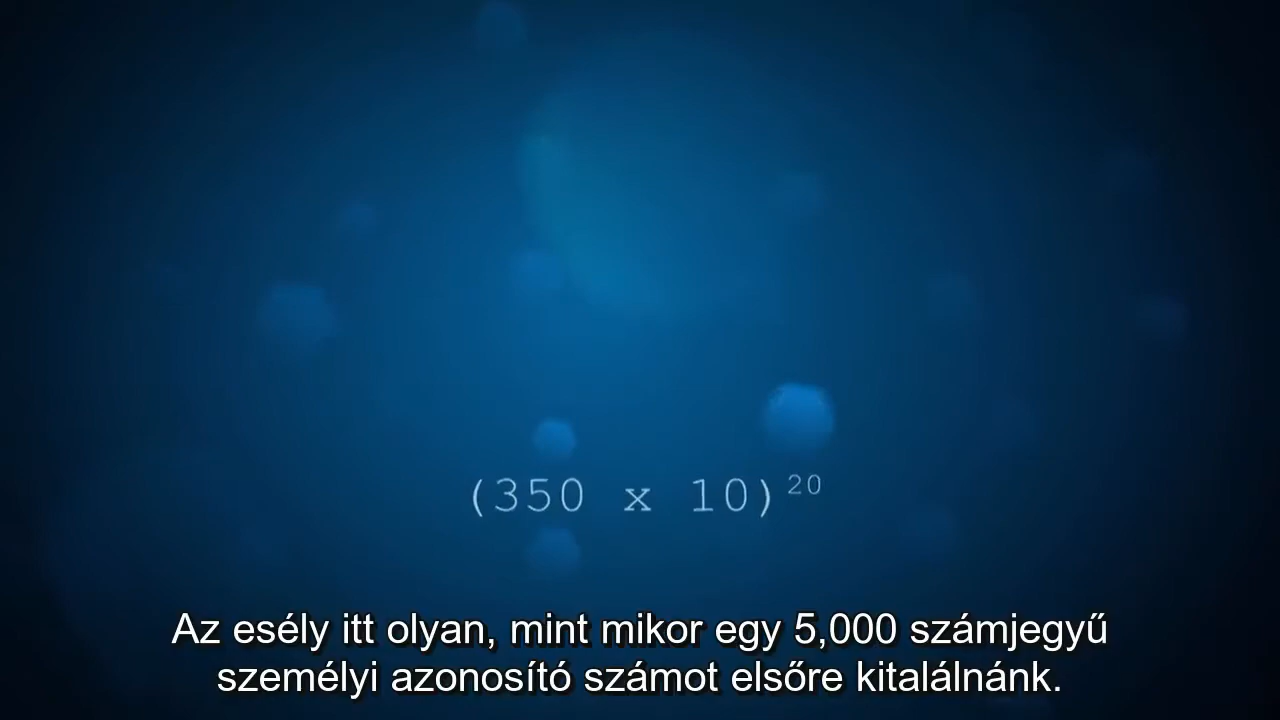 (350 x 10)²⁰
Az esély itt olyan, mint mikor egy 5,000 számjegyű
személyi azonosító számot elsőre kitalálnánk.